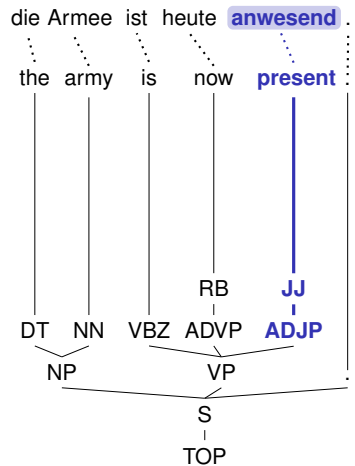 die Armee ist heute anwesend .
the army is now present
RB JJ
DT NN VBZ ADVP ADJP
NP VP .
S
TOP